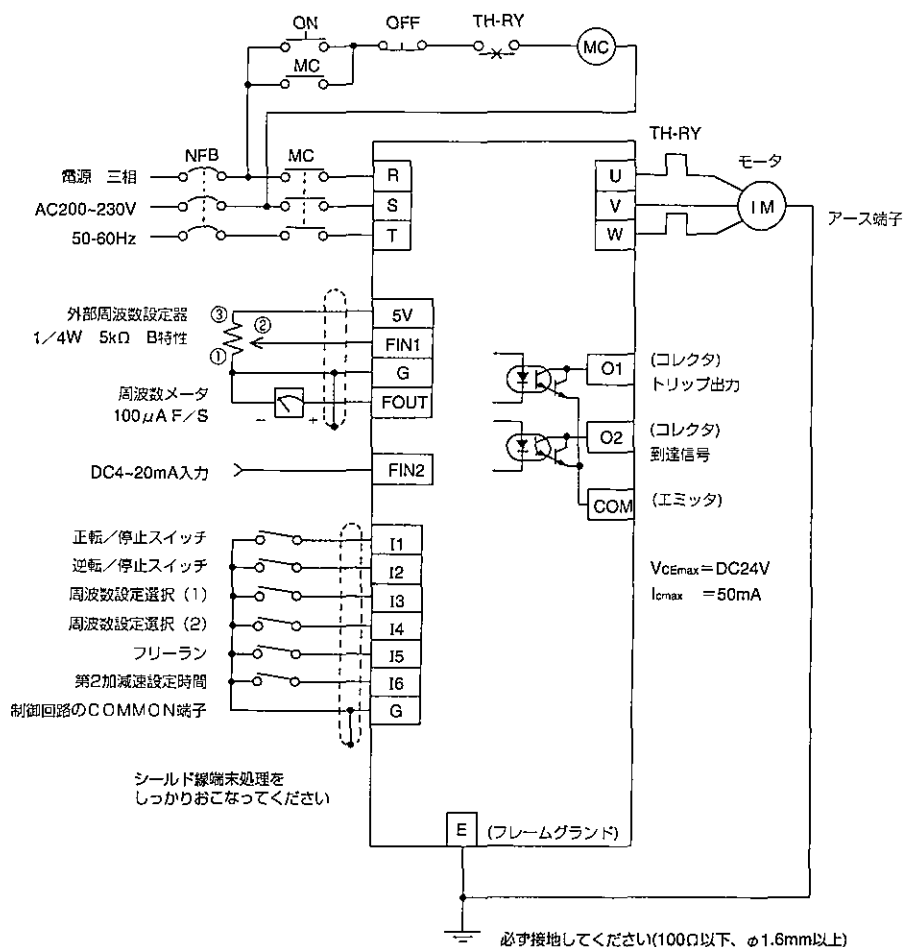 ON
OFF
TH-RY
MC
MC
NFB
MC
電源 三相
AC200~230V
50-60Hz
R
S
T
TH-RY
U
V
W
モータ
IM
アース端子
外部周波数設定器
1/4W 5kΩ B特性
③
②
①
5V
FIN1
G
FOUT
周波数メータ
100μA F/S
－
+
DC4~20mA入力
FIN2
O1
(コレクタ)
トリップ出力
O2
(コレクタ)
到達信号
COM
(エミッタ)
VCEmax=DC24V
Icmax =50mA
正転/停止スイッチ
I1
逆転/停止スイッチ
I2
周波数設定選択(1)
I3
周波数設定選択(2)
I4
フリーラン
I5
第2加減速設定時間
I6
制御回路のCOMMON端子
G
シールド線端末処理を
しっかりおこなってください
E
(フレームグランド)
必ず接地してください(100Ω以下、φ1.6mm以上)